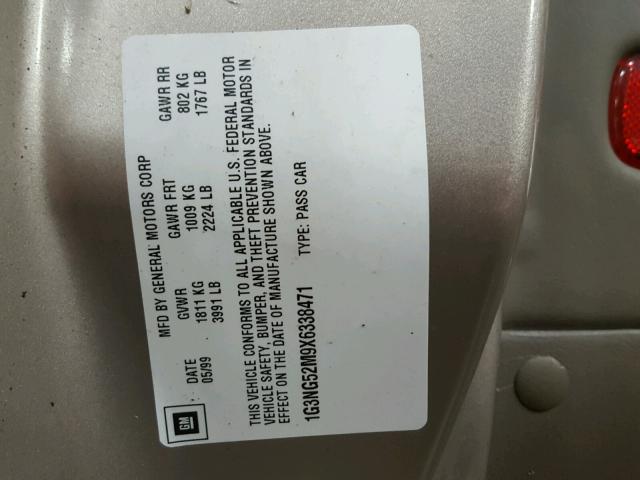 GM
MFD BY GENERAL MOTORS CORP
DATE GVWR GAWR FRT GAWR RR
05/99 1811 KG 1009 KG 802 KG
3991 LB 2224 LB 1767 LB
THIS VEHICLE CONFORMS TO ALL APPLICABLE U.S. FEDERAL MOTOR
VEHICLE SAFETY, BUMPER, AND THEFT PREVENTION STANDARDS IN
EFFECT ON THE DATE OF MANUFACTURE SHOWN ABOVE.
1G3NG52M9X6338471 TYPE: PASS CAR